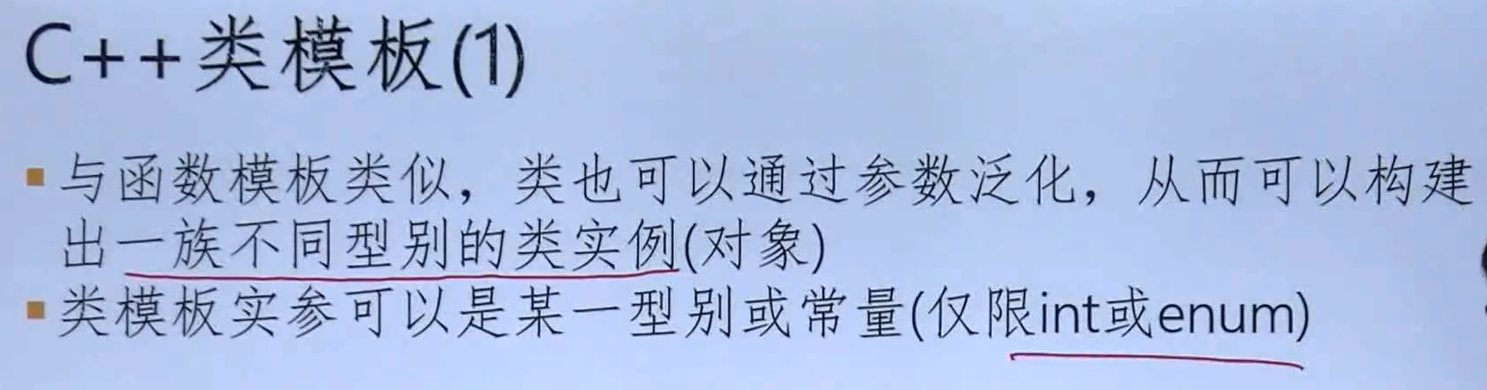 C++类模板(1)
▪与函数模板类似，类也可以通过参数泛化，从而可以构建
出一族不同型别的类实例(对象)
▪类模板实参可以是某一型别或常量(仅限int或enum)